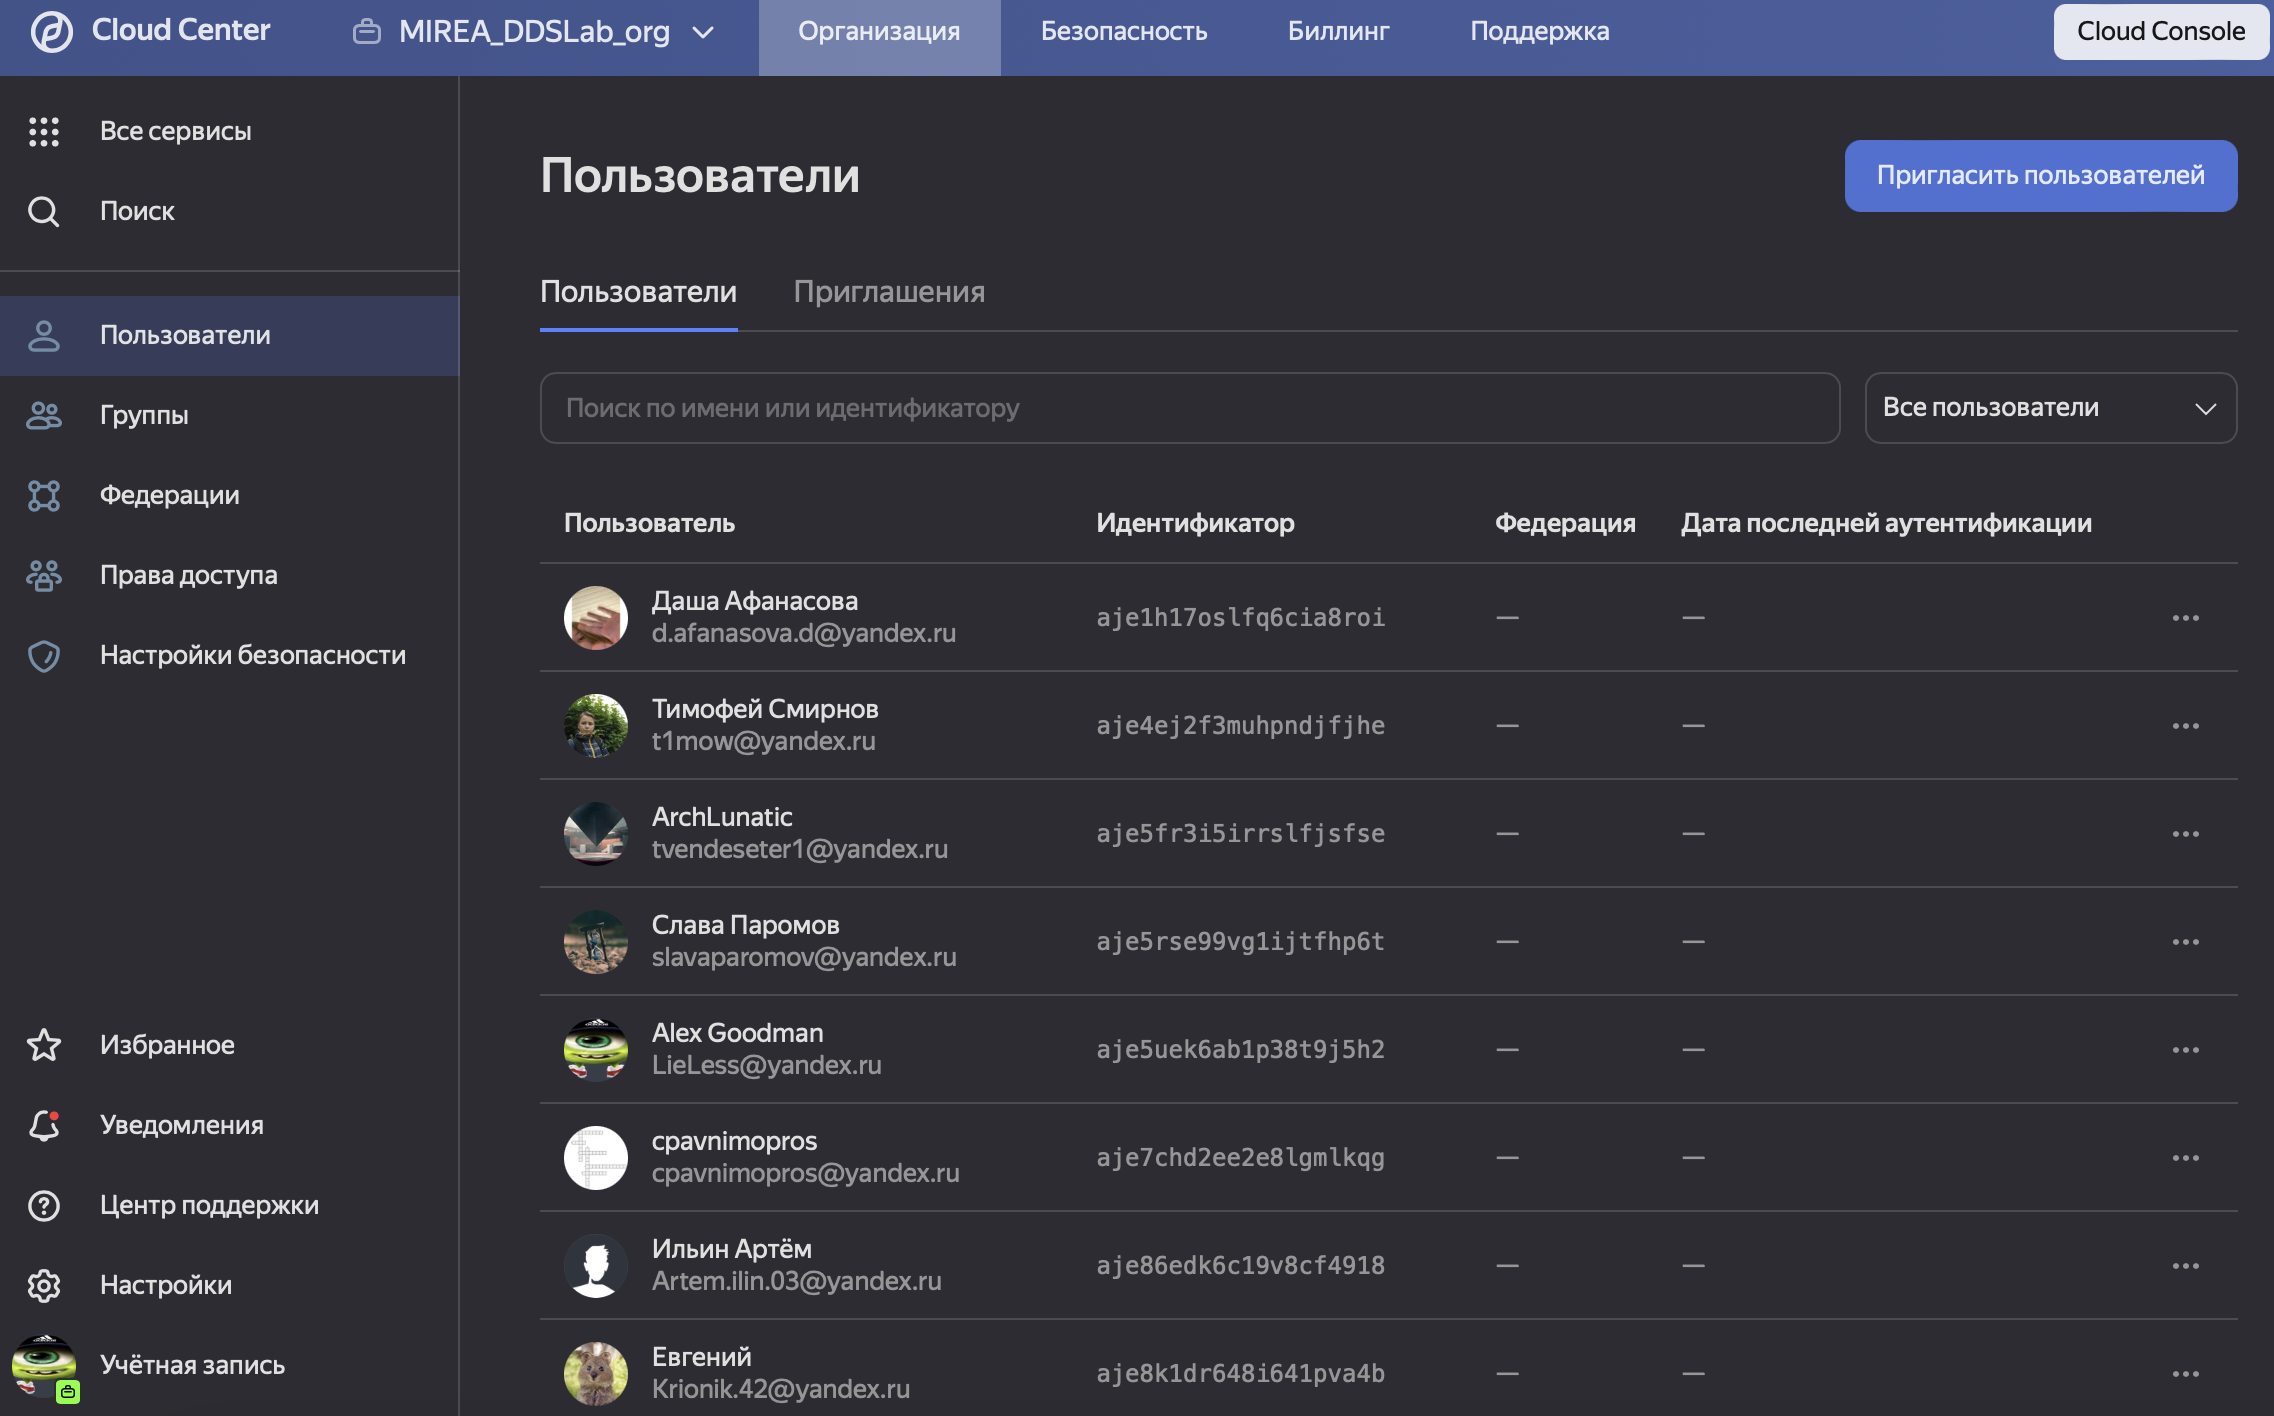 Cloud Center
MIREA_DDSLab_org
Организация
Безопасность
Биллинг
Поддержка
Cloud Console
Все сервисы
Поиск
Пользователи
Группы
Федерации
Права доступа
Настройки безопасности
Избранное
Уведомления
Центр поддержки
Настройки
Учётная запись
Пользователи
Пригласить пользователей
Пользователи
Приглашения
Поиск по имени или идентификатору
Все пользователи
Пользователь Идентификатор Федерация Дата последней аутентификации
Даша Афанасова
d.afanasova.d@yandex.ru
aje1h17oslfq6cia8roi — —
Тимофей Смирнов
t1mow@yandex.ru
aje4ej2f3muhpndjfjhe — —
ArchLunatic
tvendeseter1@yandex.ru
aje5fr3i5irrslfjsfse — —
Слава Паромов
slavaparomov@yandex.ru
aje5rse99vg1ijtfhp6t — —
Alex Goodman
LieLess@yandex.ru
aje5uek6ab1p38t9j5h2 — —
cpavnimopros
cpavnimopros@yandex.ru
aje7chd2ee2e8lgmlkqg — —
Ильин Артём
Artem.ilin.03@yandex.ru
aje86edk6c19v8cf4918 — —
Евгений
Krionik.42@yandex.ru
aje8k1dr648i641pva4b — —